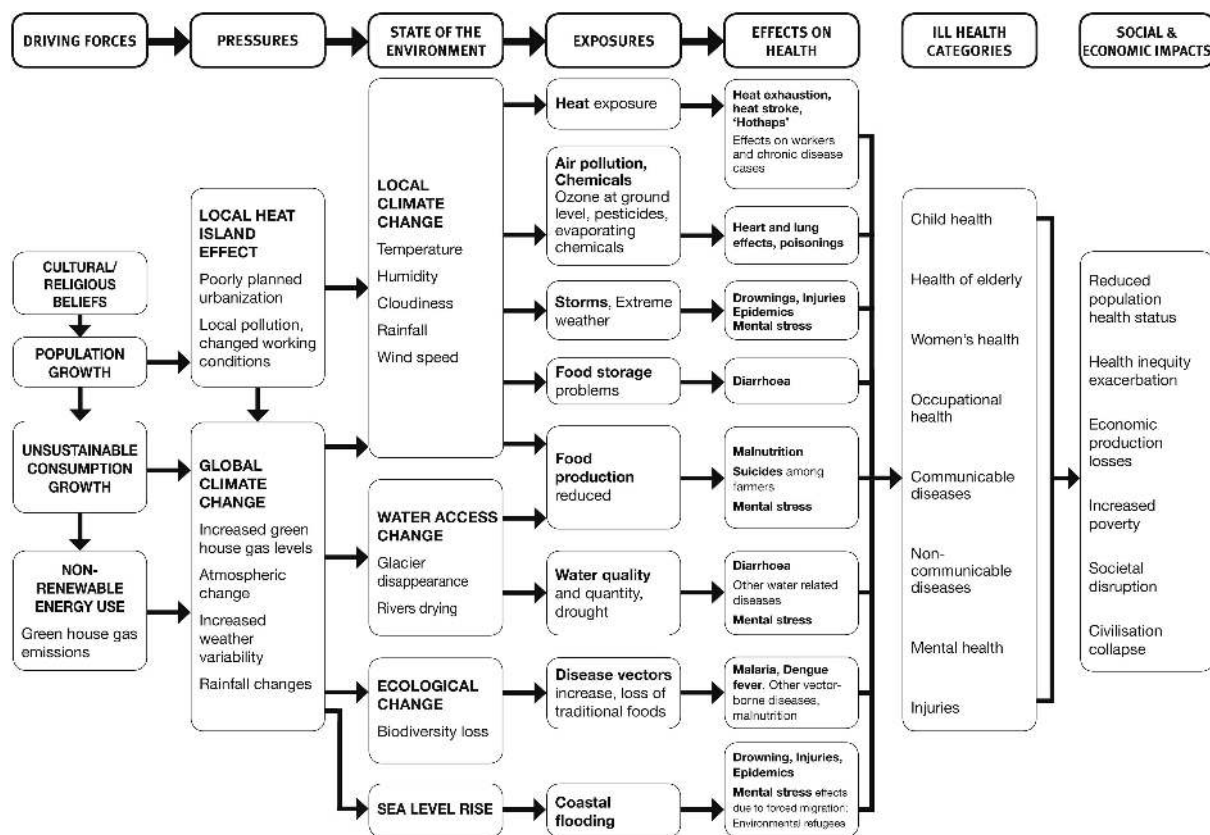 DRIVING FORCES
PRESSURES
STATE OF THE
ENVIRONMENT
EXPOSURES
EFFECTS ON
HEALTH
ILL HEALTH
CATEGORIES
SOCIAL &
ECONOMIC IMPACTS
CULTURAL/
RELIGIOUS
BELIEFS
POPULATION
GROWTH
UNSUSTAINABLE
CONSUMPTION
GROWTH
NON-
RENEWABLE
ENERGY USE
Green house gas
emissions
LOCAL HEAT
ISLAND
EFFECT
Poorly planned
urbanization
Local pollution,
changed working
conditions
GLOBAL
CLIMATE
CHANGE
Increased green
house gas levels
Atmospheric
change
Increased
weather
variability
Rainfall changes
LOCAL
CLIMATE
CHANGE
Temperature
Humidity
Cloudiness
Rainfall
Wind speed
WATER ACCESS
CHANGE
Glacier
disappearance
Rivers drying
ECOLOGICAL
CHANGE
Biodiversity loss
SEA LEVEL RISE
Heat exposure
Air pollution,
Chemicals
Ozone at ground
level, pesticides,
evaporating
chemicals
Storms, Extreme
weather
Food storage
problems
Food
production
reduced
Water quality
and quantity,
drought
Disease vectors
increase, loss of
traditional foods
Coastal
flooding
Heat exhaustion,
heat stroke,
‘Hothaps’
Effects on workers
and chronic disease
cases
Heart and lung
effects, poisonings
Drownings, Injuries
Epidemics
Mental stress
Diarrhoea
Malnutrition
Suicides among
farmers
Mental stress
Diarrhoea
Other water related
diseases
Mental stress
Malaria, Dengue
fever. Other vector-
borne diseases,
malnutrition
Drowning, Injuries,
Epidemics
Mental stress effects
due to forced migration:
Environmental refugees
Child health
Health of elderly
Women's health
Occupational
health
Communicable
diseases
Non-
communicable
diseases
Mental health
Injuries
Reduced
population
health status
Health inequity
exacerbation
Economic
production
losses
Increased
poverty
Societal
disruption
Civilisation
collapse